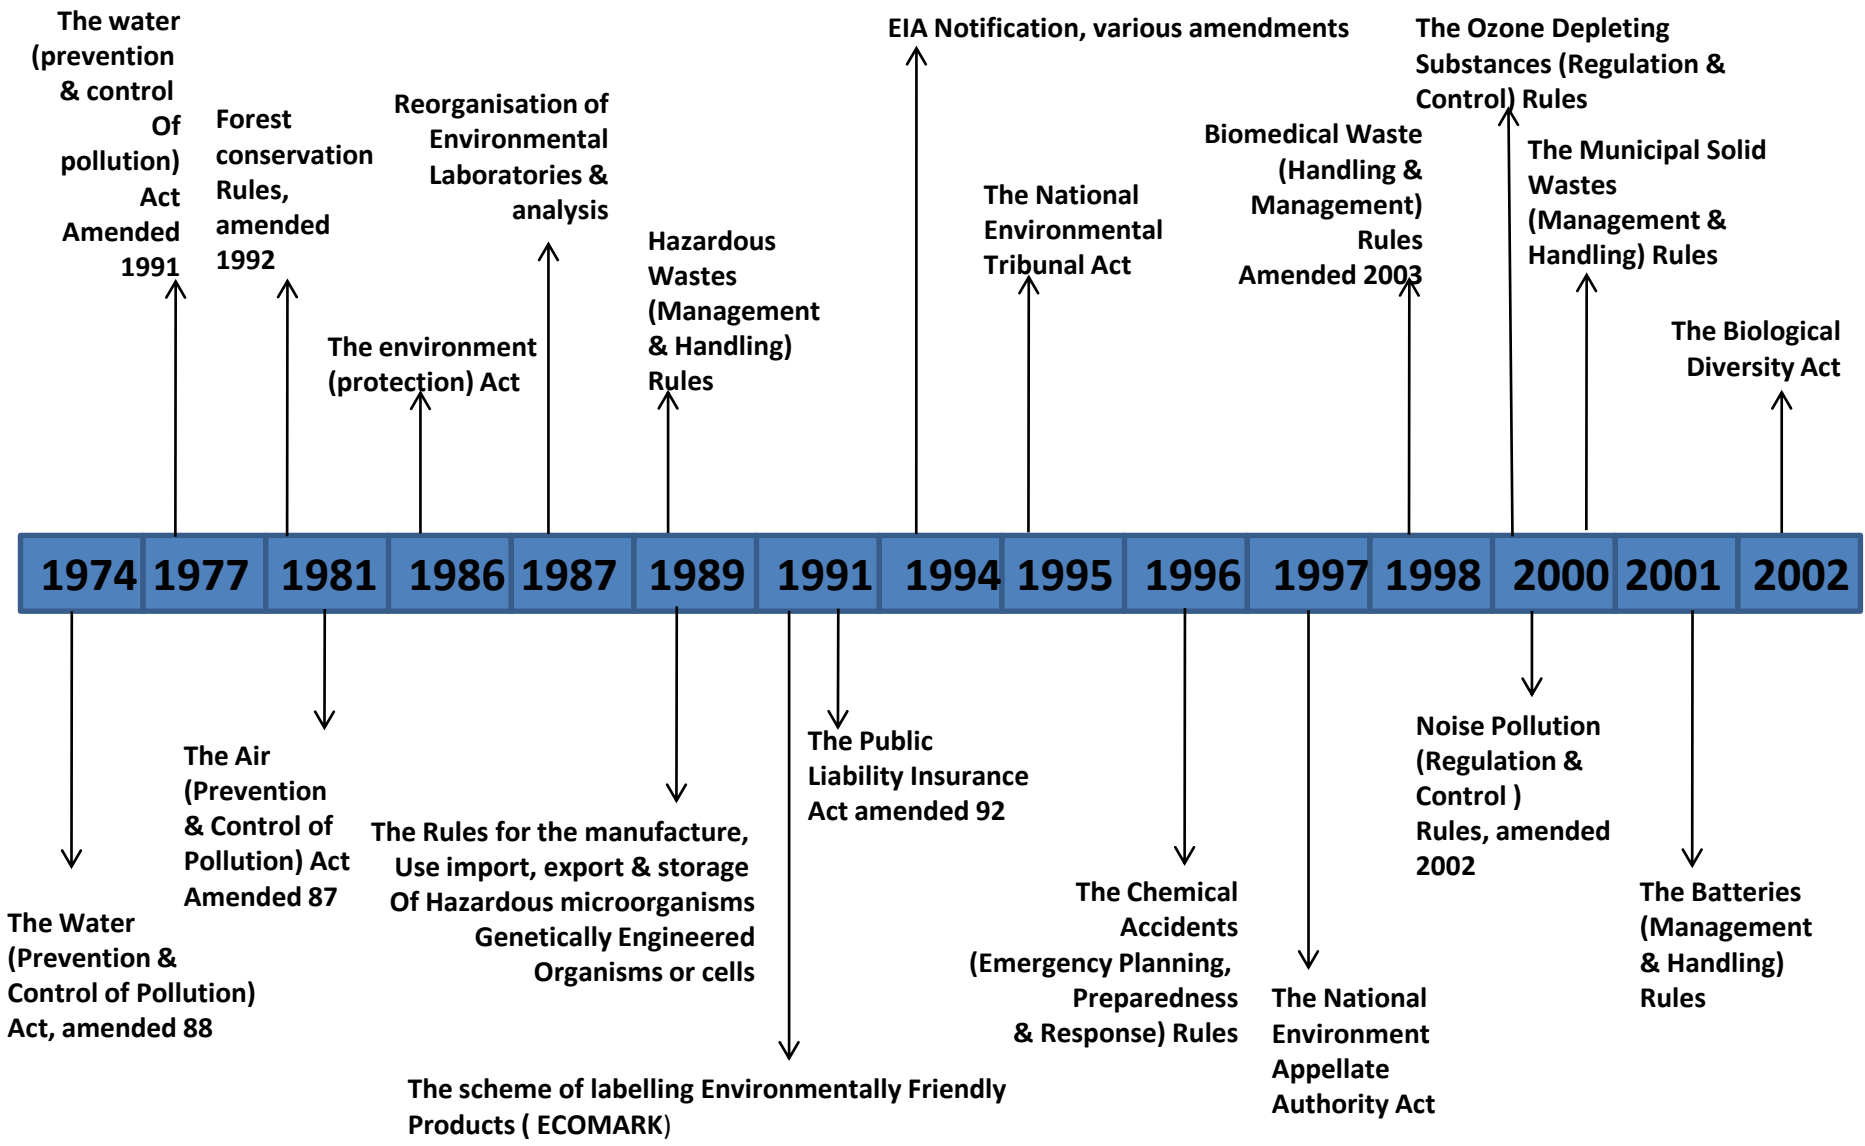 The water
(prevention
& control
Of
pollution)
Act
Amended
1991
Forest
conservation
Rules,
amended
1992
The environment
(protection) Act
Reorganisation of
Environmental
Laboratories &
analysis
Hazardous
Wastes
(Management
& Handling)
Rules
EIA Notification, various amendments
The National
Environmental
Tribunal Act
Biomedical Waste
(Handling &
Management)
Rules
Amended 2003
The Ozone Depleting
Substances (Regulation &
Control) Rules
The Municipal Solid
Wastes
(Management &
Handling) Rules
The Biological
Diversity Act
1974 1977 1981 1986 1987 1989 1991 1994 1995 1996 1997 1998 2000 2001 2002
The Water
(Prevention &
Control of Pollution)
Act, amended 88
The Air
(Prevention
& Control of
Pollution) Act
Amended 87
The Rules for the manufacture,
Use import, export & storage
Of Hazardous microorganisms
Genetically Engineered
Organisms or cells
The scheme of labelling Environmentally Friendly
Products ( ECOMARK)
The Public
Liability Insurance
Act amended 92
The Chemical
Accidents
(Emergency Planning,
Preparedness
& Response) Rules
The National
Environment
Appellate
Authority Act
Noise Pollution
(Regulation &
Control )
Rules, amended
2002
The Batteries
(Management
& Handling)
Rules